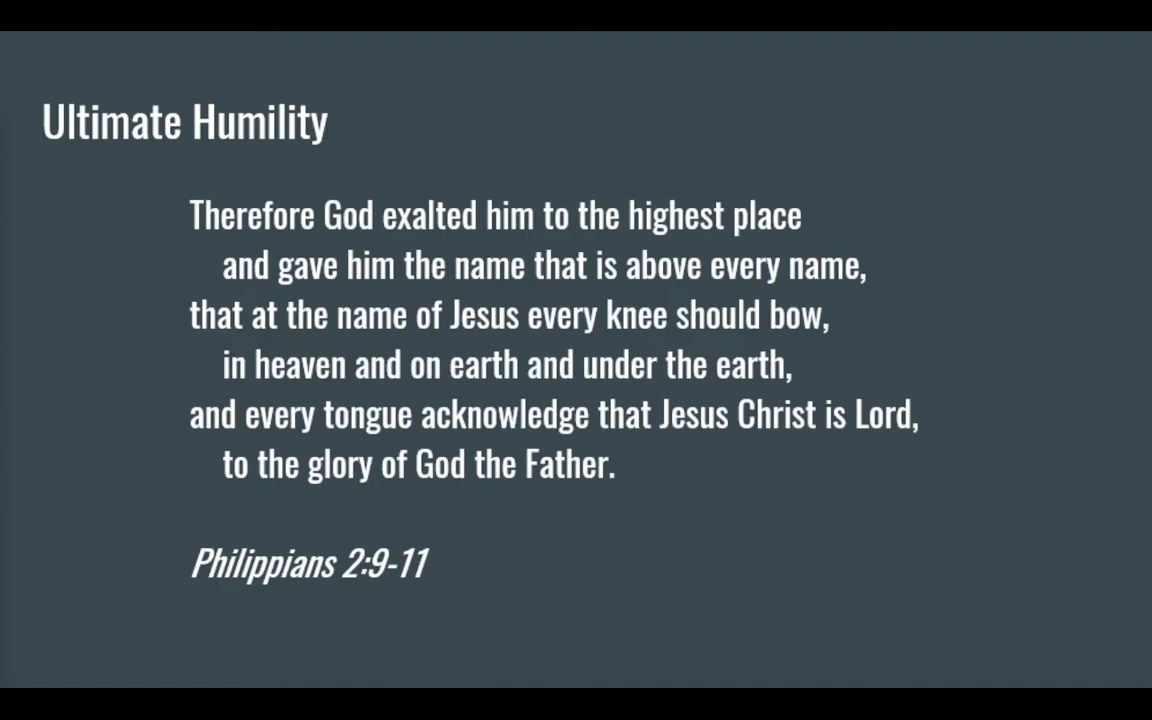 Ultimate Humility
Therefore God exalted him to the highest place
and gave him the name that is above every name,
that at the name of Jesus every knee should bow,
in heaven and on earth and under the earth,
and every tongue acknowledge that Jesus Christ is Lord,
to the glory of God the Father.
Philippians 2:9-11